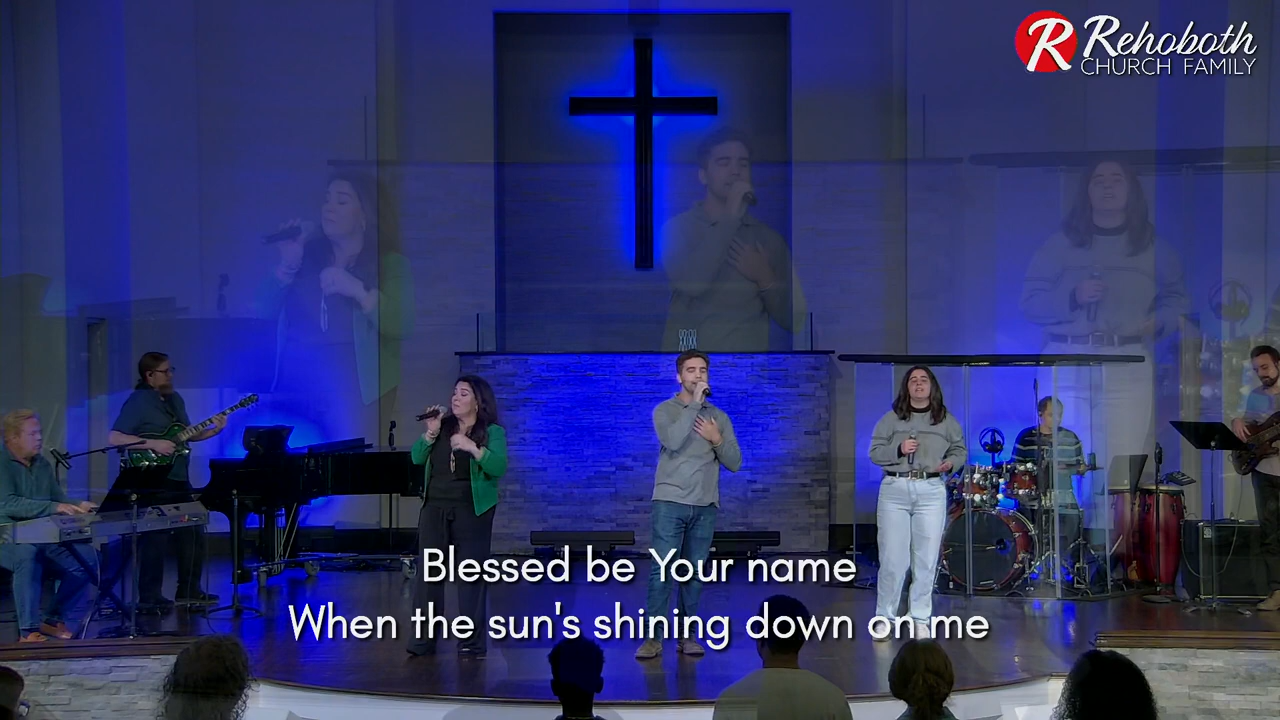 R Rehoboth
CHURCH FAMILY
Blessed be Your name
When the sun's shining down on me